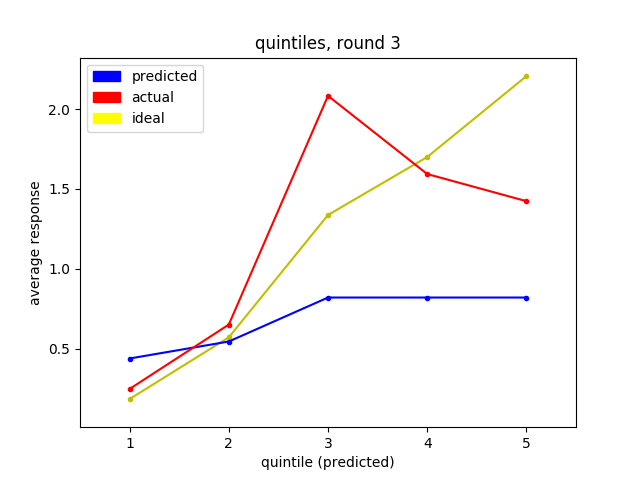 quintiles, round 3
predicted
actual
ideal
average response
2.0
1.5
1.0
0.5
1 2 3 4 5
quintile (predicted)